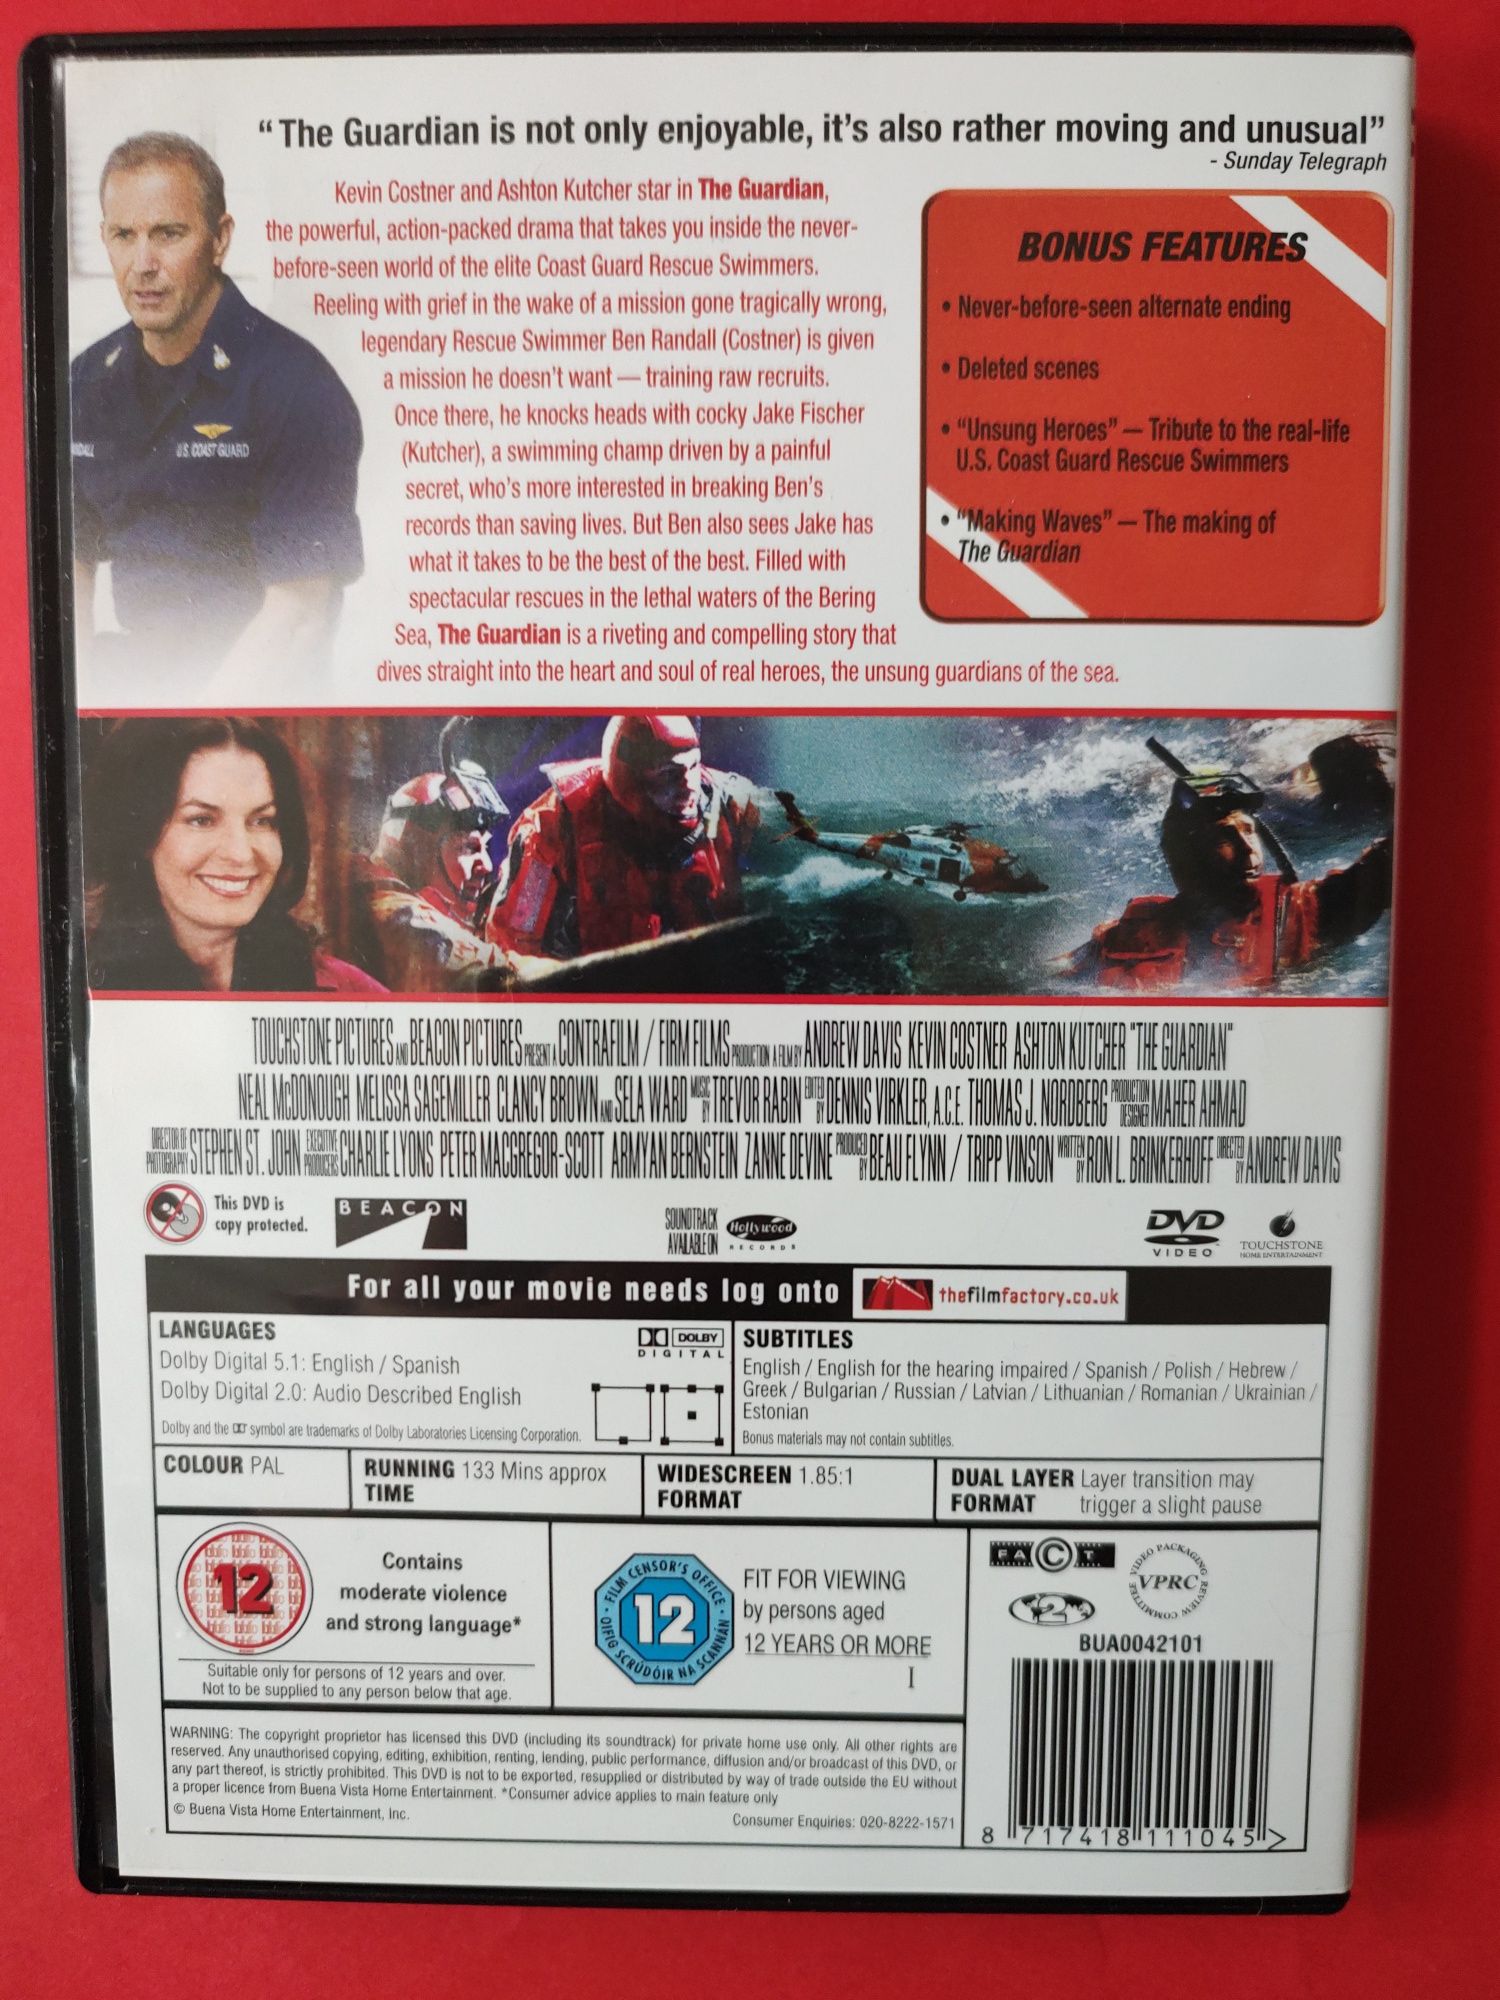 “The Guardian is not only enjoyable, it’s also rather moving and unusual”
- Sunday Telegraph
Kevin Costner and Ashton Kutcher star in The Guardian,
the powerful, action-packed drama that takes you inside the never-
before-seen world of the elite Coast Guard Rescue Swimmers.
Reeling with grief in the wake of a mission gone tragically wrong,
legendary Rescue Swimmer Ben Randall (Costner) is given
a mission he doesn’t want — training raw recruits.
Once there, he knocks heads with cocky Jake Fischer
(Kutcher), a swimming champ driven by a painful
secret, who’s more interested in breaking Ben’s
records than saving lives. But Ben also sees Jake has
what it takes to be the best of the best. Filled with
spectacular rescues in the lethal waters of the Bering
Sea, The Guardian is a riveting and compelling story that
dives straight into the heart and soul of real heroes, the unsung guardians of the sea.
U.S. COAST GUARD
BONUS FEATURES
• Never-before-seen alternate ending
• Deleted scenes
• “Unsung Heroes” — Tribute to the real-life
U.S. Coast Guard Rescue Swimmers
• “Making Waves” — The making of
The Guardian
TOUCHSTONE PICTURES AND BEACON PICTURES PRESENT A CONTRAFILM / FIRM FILMS PRODUCTION A FILM BY ANDREW DAVIS KEVIN COSTNER ASHTON KUTCHER "THE GUARDIAN"
NEAL McDONOUGH MELISSA SAGEMILLER CLANCY BROWN AND SELA WARD MUSIC BY TREVOR RABIN EDITED BY DENNIS VIRKLER, A.C.E. THOMAS J. NORDBERG PRODUCTION DESIGNER MAHER AHMAD
DIRECTOR OF PHOTOGRAPHY STEPHEN ST. JOHN EXECUTIVE PRODUCERS CHARLIE LYONS PETER MACGREGOR-SCOTT ARMYAN BERNSTEIN ZANNE DEVINE PRODUCED BY BEAU FLYNN / TRIPP VINSON WRITTEN BY RON L. BRINKERHOFF DIRECTED BY ANDREW DAVIS
This DVD is
copy protected.
BEACON
SOUNDTRACK
AVAILABLE ON
Hollywood
RECORDS
DVD
VIDEO
TOUCHSTONE
HOME ENTERTAINMENT
For all your movie needs log onto thefilmfactory.co.uk
LANGUAGES
Dolby Digital 5.1: English / Spanish
Dolby Digital 2.0: Audio Described English
Dolby and the DD symbol are trademarks of Dolby Laboratories Licensing Corporation.
DOLBY
DIGITAL
SUBTITLES
English / English for the hearing impaired / Spanish / Polish / Hebrew /
Greek / Bulgarian / Russian / Latvian / Lithuanian / Romanian / Ukrainian /
Estonian
Bonus materials may not contain subtitles.
COLOUR PAL
RUNNING 133 Mins approx
TIME
WIDESCREEN 1.85:1
FORMAT
DUAL LAYER Layer transition may
FORMAT trigger a slight pause
12
Contains
moderate violence
and strong language*
Suitable only for persons of 12 years and over.
Not to be supplied to any person below that age.
FILM CENSOR'S OFFICE
12
OIFIG SCRÚDÓIR NA SCANNÁN
FIT FOR VIEWING
by persons aged
12 YEARS OR MORE
I
FACT
2
VIDEO PACKAGING REVIEW COMMITTEE
VPRC
BUA0042101
8 717418 111045 >
WARNING: The copyright proprietor has licensed this DVD (including its soundtrack) for private home use only. All other rights are
reserved. Any unauthorised copying, editing, exhibition, renting, lending, public performance, diffusion and/or broadcast of this DVD, or
any part thereof, is strictly prohibited. This DVD is not to be exported, resupplied or distributed by way of trade outside the EU without
a proper licence from Buena Vista Home Entertainment. *Consumer advice applies to main feature only
© Buena Vista Home Entertainment, Inc.
Consumer Enquiries: 020-8222-1571